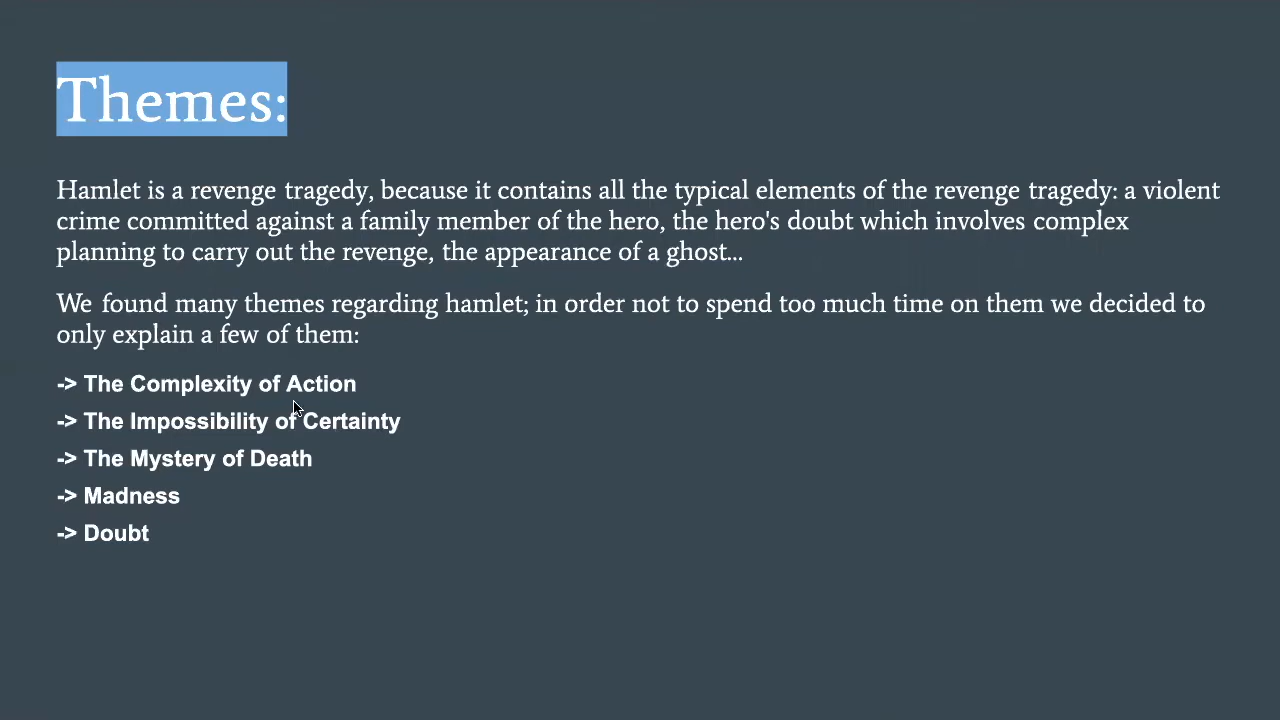 Themes:
Hamlet is a revenge tragedy, because it contains all the typical elements of the revenge tragedy: a violent
crime committed against a family member of the hero, the hero's doubt which involves complex
planning to carry out the revenge, the appearance of a ghost...
We found many themes regarding hamlet; in order not to spend too much time on them we decided to
only explain a few of them:
-> The Complexity of Action
-> The Impossibility of Certainty
-> The Mystery of Death
-> Madness
-> Doubt